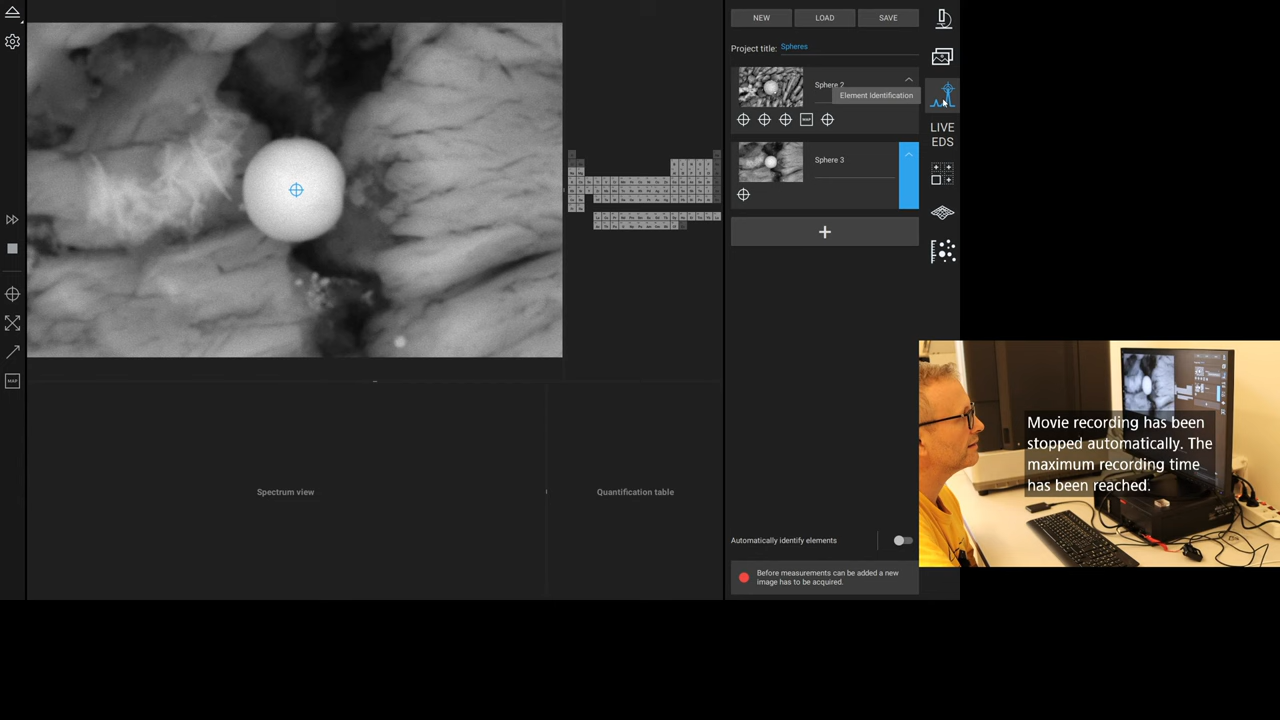 NEW
LOAD
SAVE
Project title: Spheres
Sphere 2
Element Identification
MAP
Sphere 3
+
LIVE
EDS
MAP
Spectrum view
Quantification table
Automatically identify elements
Before measurements can be added a new
image has to be acquired.
Movie recording has been
stopped automatically. The
maximum recording time
has been reached.